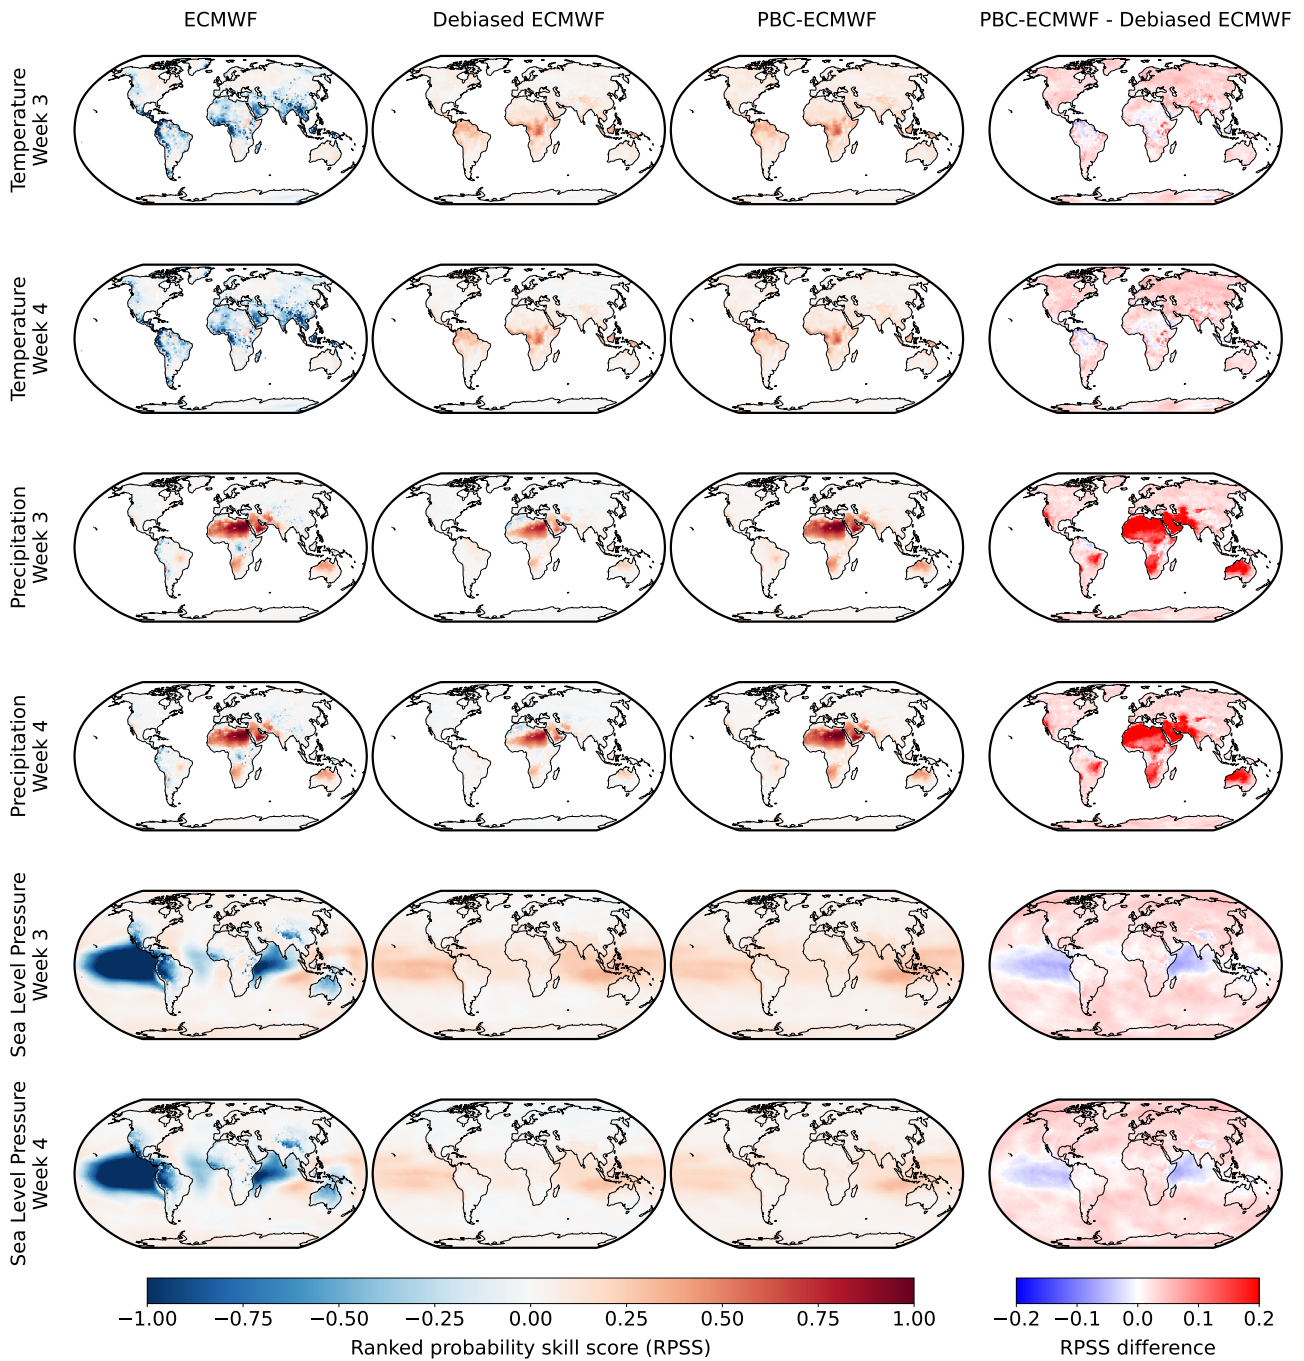 ECMWF
Debiased ECMWF
PBC-ECMWF
PBC-ECMWF - Debiased ECMWF
Temperature
Week 3
Temperature
Week 4
Precipitation
Week 3
Precipitation
Week 4
Sea Level Pressure
Week 3
Sea Level Pressure
Week 4
−1.00 −0.75 −0.50 −0.25 0.00 0.25 0.50 0.75 1.00
Ranked probability skill score (RPSS)
−0.2 −0.1 0.0 0.1 0.2
RPSS difference